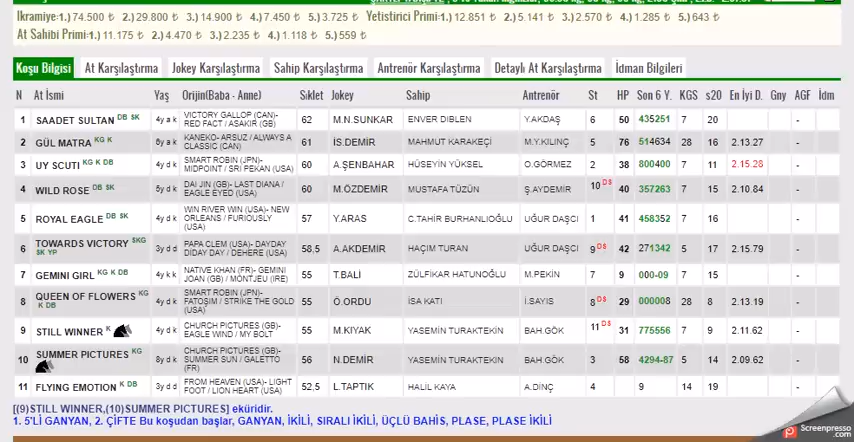 Ikramiye:1.) 74.500 ₺ 2.) 29.800 ₺ 3.) 14.900 ₺ 4.) 7.450 ₺ 5.) 3.725 ₺ Yetistirici Primi:1.) 12.851 ₺ 2.) 5.141 ₺ 3.) 2.570 ₺ 4.) 1.285 ₺ 5.) 643 ₺
At Sahibi Primi:1.) 11.175 ₺ 2.) 4.470 ₺ 3.) 2.235 ₺ 4.) 1.118 ₺ 5.) 559 ₺
Koşu Bilgisi At Karşılaştırma Jokey Karşılaştırma Sahip Karşılaştırma Antrenör Karşılaştırma Detaylı At Karşılaştırma İdman Bilgileri
N At İsmi Yaş Orijin(Baba - Anne) Sıklet Jokey Sahip Antrenör St HP Son 6 Y. KGS s20 En İyi D. Gny AGF İdm
1 SAADET SULTAN DB SK 4y a k VICTORY GALLOP (CAN)- RED FACT / ASAKIR (GB) 62 M.N.SUNKAR ENVER DIBLEN Y.AKDAŞ 6 50 435251 7 20 -
2 GÜL MATRA KG K 8y a k KANEKO- ARSUZ / ALWAYS A CLASSIC (CAN) 61 İS.DEMİR MAHMUT KARAKEÇİ M.Y.KILINÇ 5 76 514634 28 16 2.13.27 -
3 UY SCUTI KG K DB 4y d k SMART ROBIN (JPN)- MIDPOINT / SRI PEKAN (USA) 60 A.ŞENBAHAR HÜSEYİN YÜKSEL O.GÖRMEZ 2 38 800400 7 11 2.15.28 -
4 WILD ROSE DB SK 5y d k DAI JIN (GB)- LAST DIANA / EAGLE EYED (USA) 60 M.ÖZDEMİR MUSTAFA TÜZÜN Ş.AYDEMİR 10 DS 40 357263 7 15 2.10.84 -
5 ROYAL EAGLE DB SK 4y d k WIN RIVER WIN (USA)- NEW ORLEANS / FURIOUSLY (USA) 57 Y.ARAS C.TAHİR BURHANLIOĞLU UĞUR DAŞCI 1 41 458352 7 16 -
6 TOWARDS VICTORY SKG SK YP 3y d d PAPA CLEM (USA)- DAYDAY DIDAY DAY / DEHERE (USA) 58,5 A.AKDEMİR HAÇIM TURAN UĞUR DAŞCI 9 DS 42 271342 5 17 2.15.79 -
7 GEMINI GIRL KG K DB 4y k k NATIVE KHAN (FR)- GEMINI JOAN (GB) / MONTJEU (IRE) 55 T.BALİ ZÜLFİKAR HATUNOĞLU M.PEKİN 7 9 000-09 7 15 -
8 QUEEN OF FLOWERS KG K DB 4y a k SMART ROBIN (JPN)- FATOŞIM / STRIKE THE GOLD (USA) 55 Ö.ORDU İSA KATI İ.SAYIS 8 DS 29 000008 28 8 2.13.19 -
9 STILL WINNER K 4y d k CHURCH PICTURES (GB)- EAGLE WIND / MY BOLT 55 M.KIYAK YASEMİN TURAKTEKİN BAH.GÖK 11 DS 31 775556 7 9 2.11.62 -
10 SUMMER PICTURES KG 8y d k CHURCH PICTURES (GB)- SUMMER SUN / GALETTO (FR) 56 N.DEMİR YASEMİN TURAKTEKİN BAH.GÖK 3 58 4294-87 5 14 2.09.62 -
11 FLYING EMOTION K DB 3y d d FROM HEAVEN (USA)- LIGHT FOOT / LION HEART (USA) 52,5 L.TAPTIK HALIL KAYA A.DİNÇ 4 9 14 19 -
[(9)STILL WINNER,(10)SUMMER PICTURES] eküridir.
1. 5'Lİ GANYAN, 2. ÇİFTE Bu koşudan başlar, GANYAN, İKİLİ, SIRALI İKİLİ, ÜÇLÜ BAHİS, PLASE, PLASE İKİLİ
Screenpresso.com